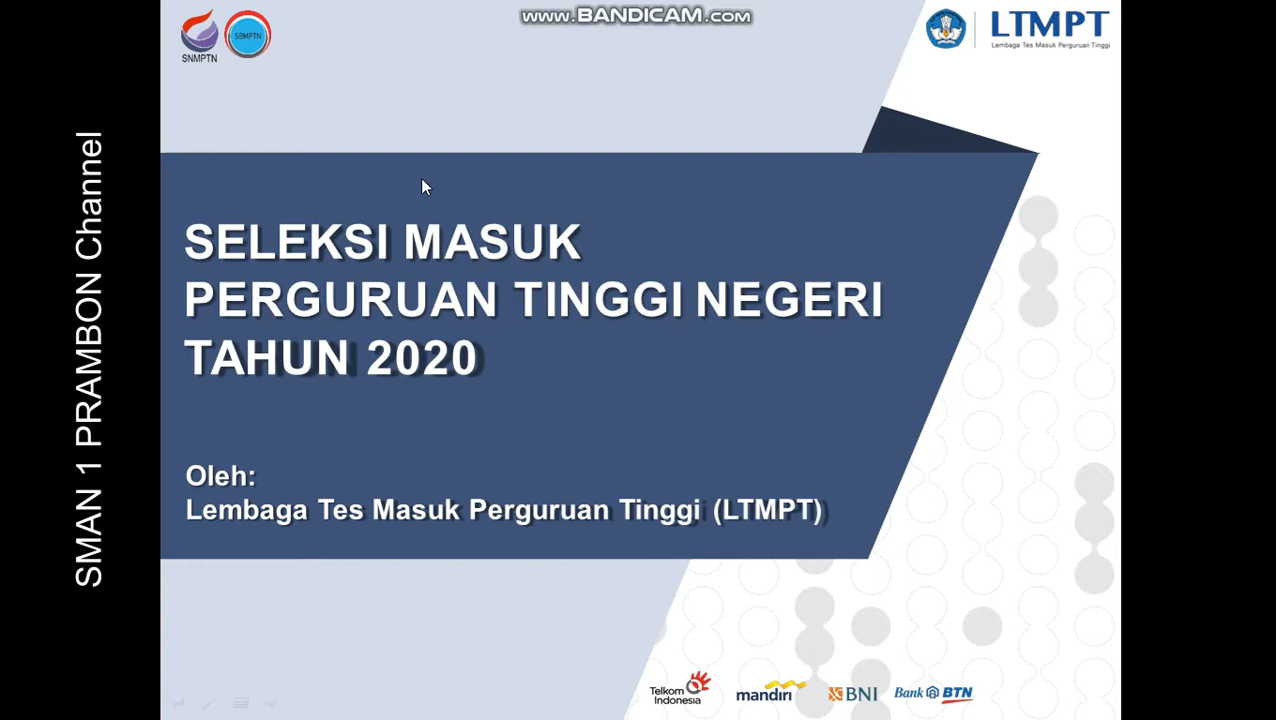 SNMPTN
SBMPTN
www.BANDICAM.com
LTMPT
Lembaga Tes Masuk Perguruan Tinggi
SMAN 1 PRAMBON Channel
SELEKSI MASUK
PERGURUAN TINGGI NEGERI
TAHUN 2020
Oleh:
Lembaga Tes Masuk Perguruan Tinggi (LTMPT)
Telkom
Indonesia
mandiri
BNI
Bank BTN